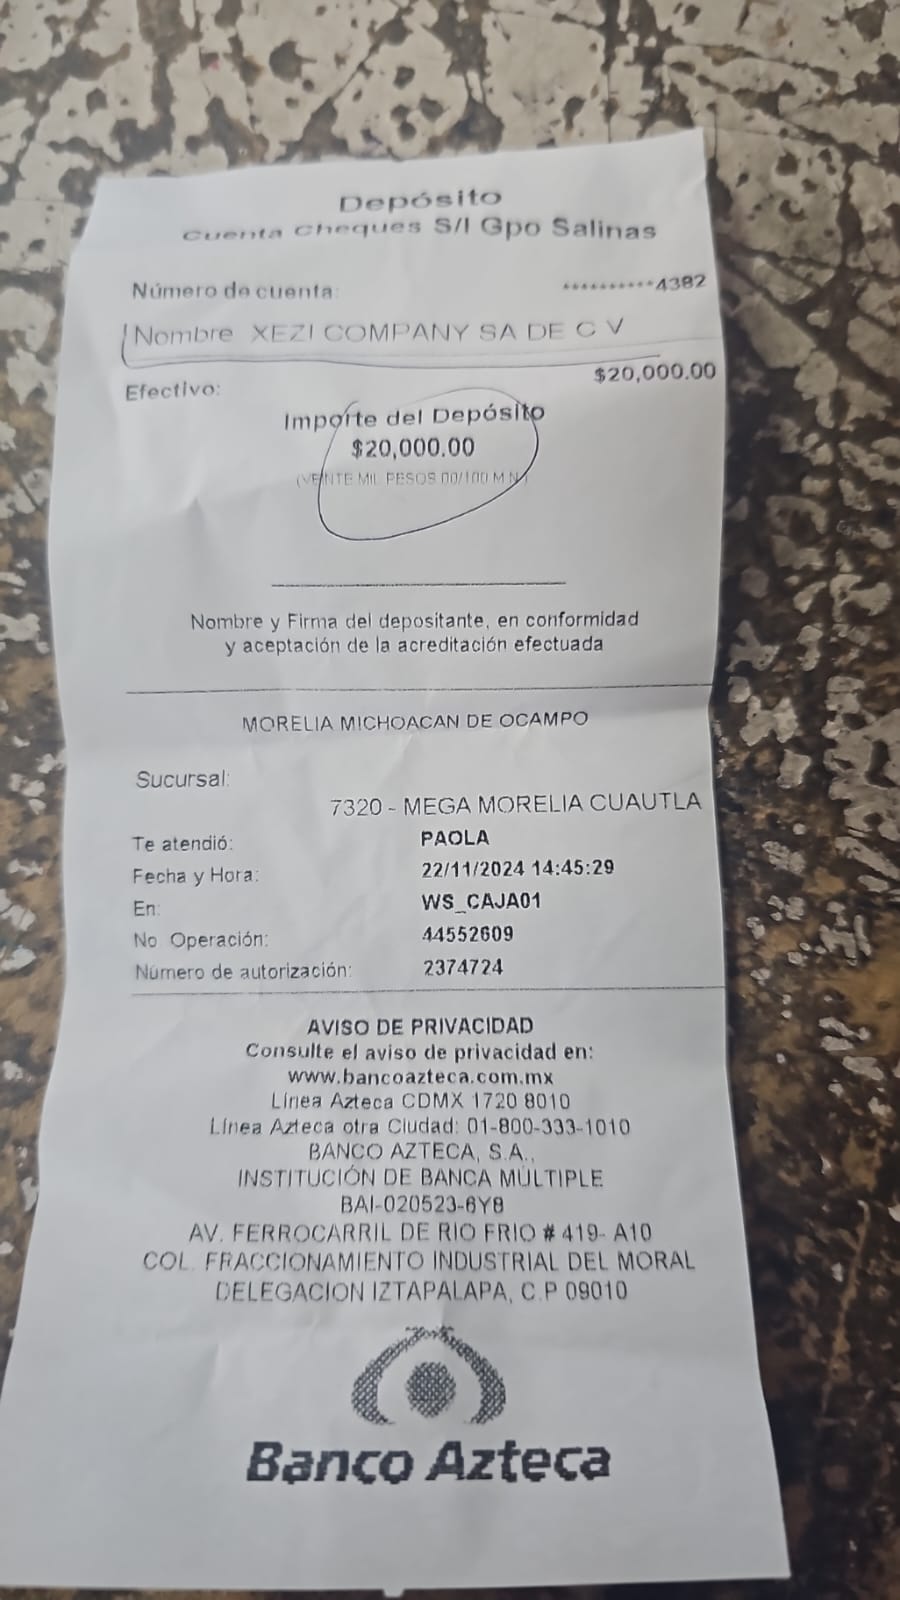 Depósito
Cuenta Cheques S/I Gpo Salinas
Número de cuenta: **********4382
Nombre XEZI COMPANY SA DE C V
Efectivo: $20,000.00
Importe del Depósito
$20,000.00
(VEINTE MIL PESOS 00/100 M N )
Nombre y Firma del depositante, en conformidad
y aceptación de la acreditación efectuada
MORELIA MICHOACAN DE OCAMPO
Sucursal:
7320 - MEGA MORELIA CUAUTLA
Te atendió: PAOLA
Fecha y Hora: 22/11/2024 14:45:29
En: WS_CAJA01
No Operación: 44552609
Número de autorización: 2374724
AVISO DE PRIVACIDAD
Consulte el aviso de privacidad en:
www.bancoazteca.com.mx
Línea Azteca CDMX 1720 8010
Línea Azteca otra Ciudad: 01-800-333-1010
BANCO AZTECA, S.A.,
INSTITUCIÓN DE BANCA MÚLTIPLE
BAI-020523-6Y8
AV. FERROCARRIL DE RIO FRIO # 419- A10
COL. FRACCIONAMIENTO INDUSTRIAL DEL MORAL
DELEGACION IZTAPALAPA, C.P 09010
Banco Azteca